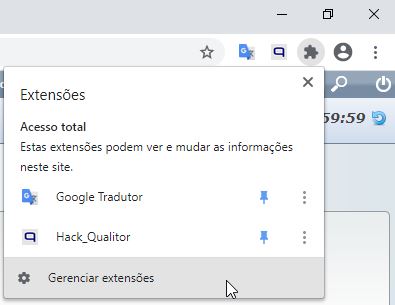 59:59
Extensões
Acesso total
Estas extensões podem ver e mudar as informações
neste site.
Google Tradutor
Hack_Qualitor
Gerenciar extensões